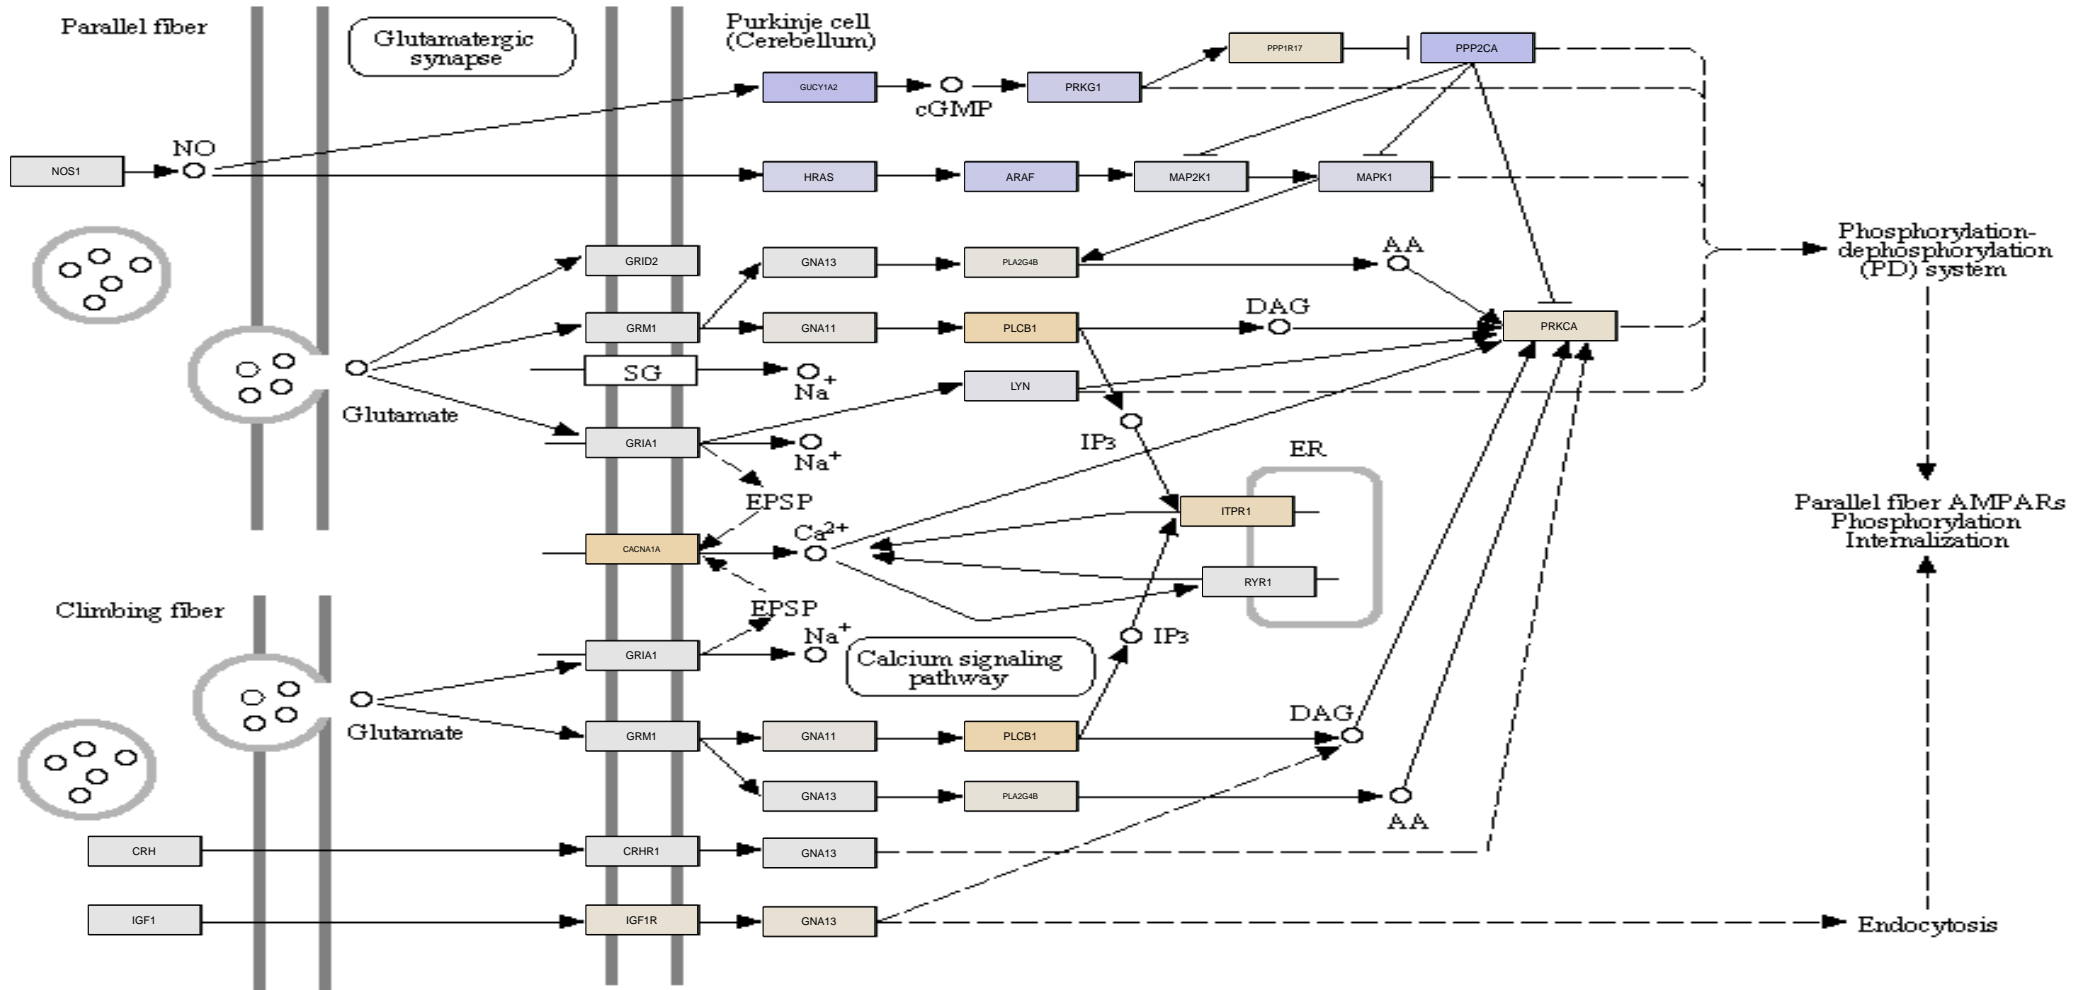 Parallel fiber
Glutamatergic
synapse
Purkinje cell
(Cerebellum)
PPP1R17
PPP2CA
GUCY1A2
cGMP
PRKG1
NOS1
NO
HRAS
ARAF
MAP2K1
MAPK1
GRID2
GNA13
PLA2G4B
AA
Phosphorylation-
dephosphorylation
(PD) system
GRM1
GNA11
PLCB1
DAG
PRKCA
SG
Na+
LYN
Glutamate
GRIA1
Na+
IP3
ER
EPSP
Ca2+
ITPR1
Parallel fiber AMPARs
Phosphorylation
Internalization
CACNA1A
RYR1
Climbing fiber
EPSP
GRIA1
Na+
IP3
Calcium signaling
pathway
Glutamate
GRM1
GNA11
PLCB1
DAG
GNA13
PLA2G4B
AA
CRH
CRHR1
GNA13
IGF1
IGF1R
GNA13
Endocytosis